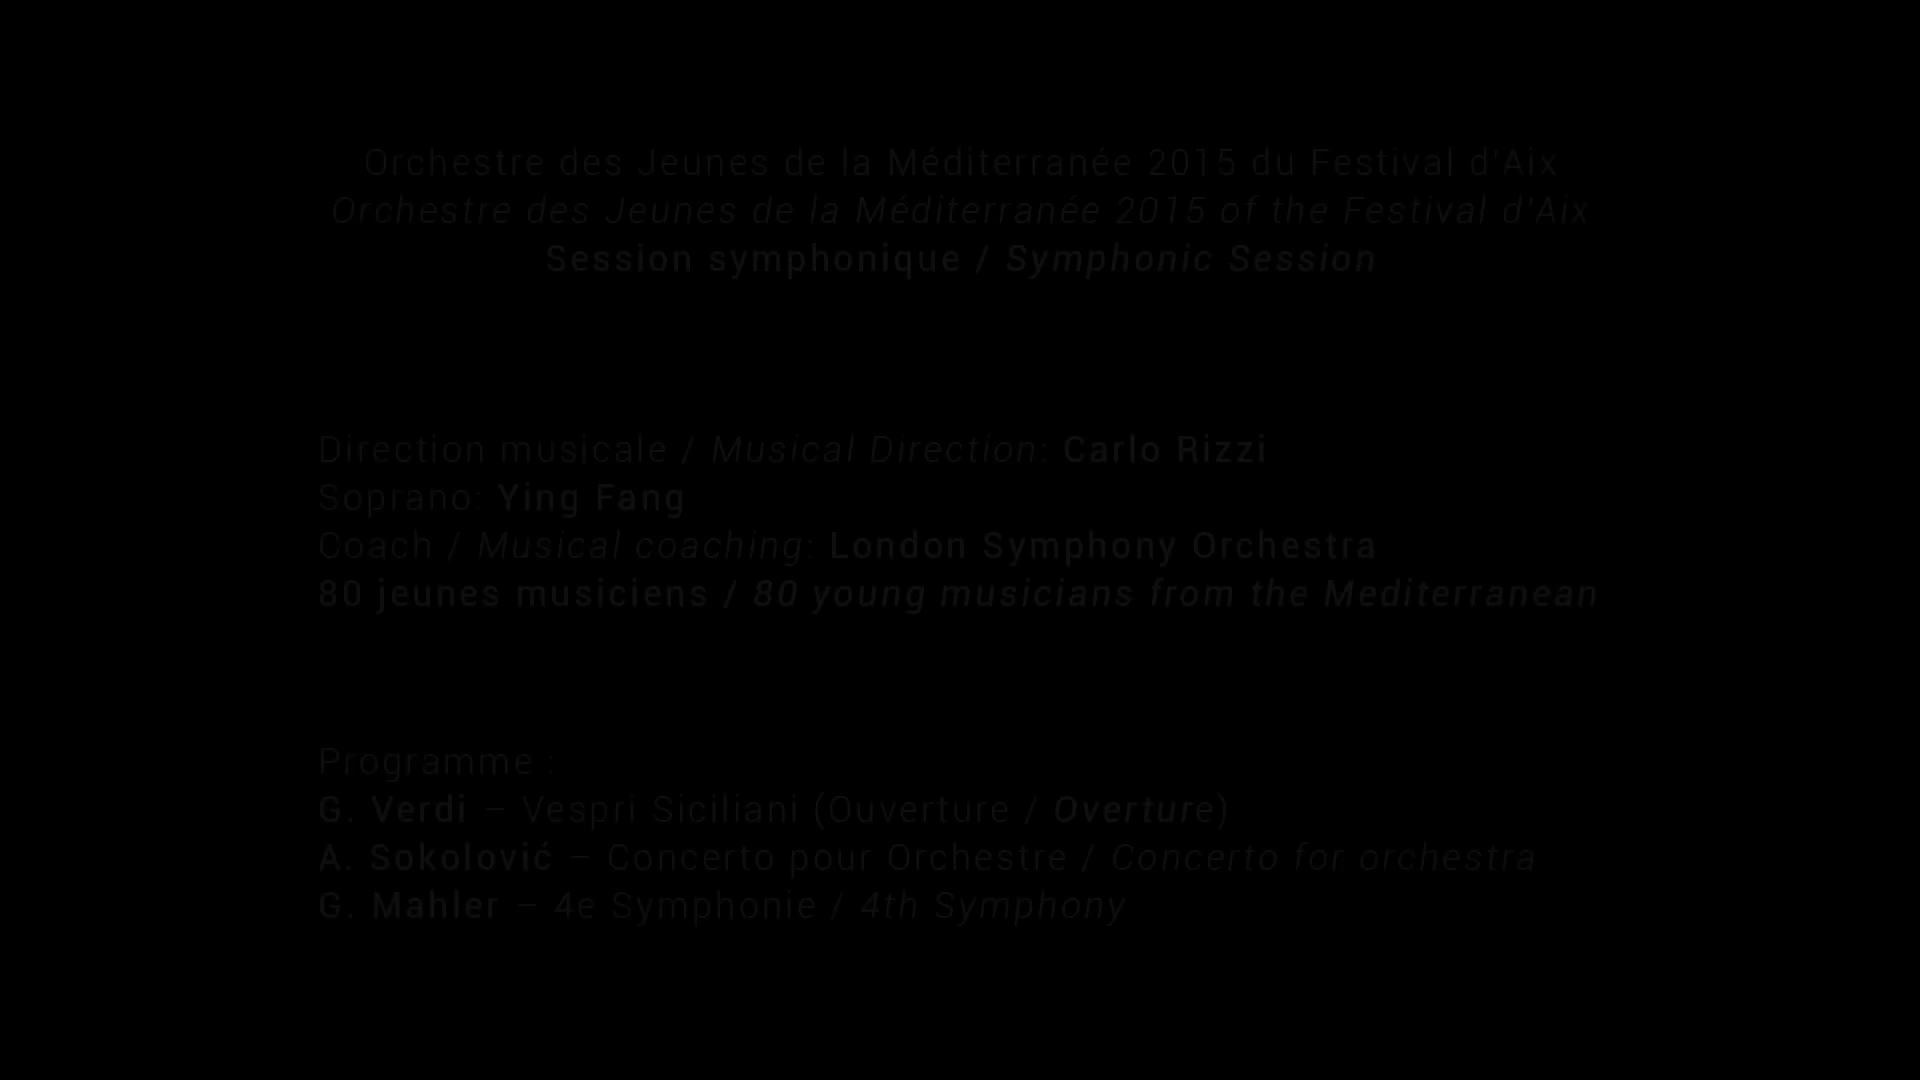 Orchestre des Jeunes de la Méditerranée 2015 du Festival d'Aix
Orchestre des Jeunes de la Méditerranée 2015 of the Festival d'Aix
Session symphonique / Symphonic Session
Direction musicale / Musical Direction: Carlo Rizzi
Soprano: Ying Fang
Coach / Musical coaching: London Symphony Orchestra
80 jeunes musiciens / 80 young musicians from the Mediterranean
Programme :
G. Verdi – Vespri Siciliani (Ouverture / Overture)
A. Sokolović – Concerto pour Orchestre / Concerto for orchestra
G. Mahler – 4e Symphonie / 4th Symphony